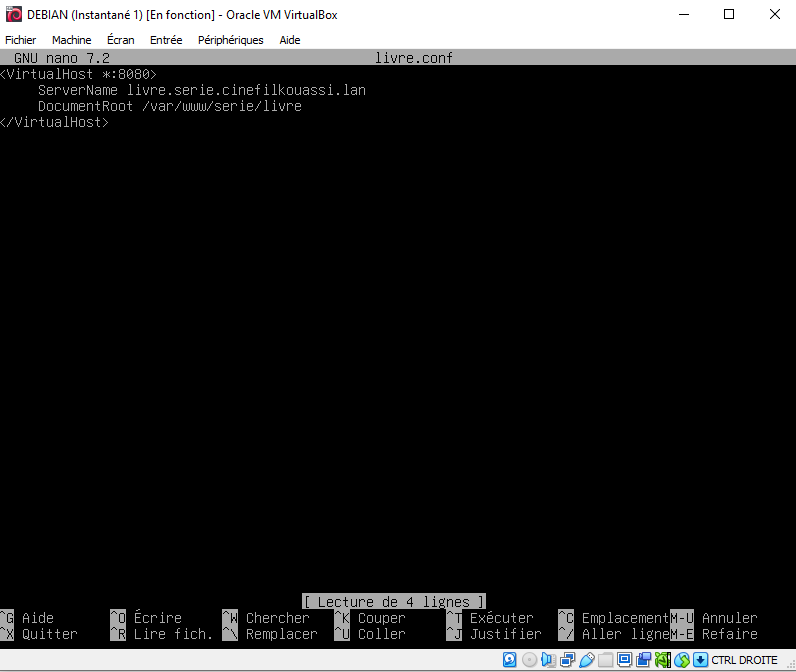 DEBIAN (Instantané 1) [En fonction] - Oracle VM VirtualBox
Fichier Machine Écran Entrée Périphériques Aide
GNU nano 7.2 livre.conf
<VirtualHost *:8080>
ServerName livre.serie.cinefilkouassi.lan
DocumentRoot /var/www/serie/livre
</VirtualHost>
[ Lecture de 4 lignes ]
^G Aide ^O Écrire ^W Chercher ^K Couper ^T Exécuter ^C Emplacement M-U Annuler
^X Quitter ^R Lire fich. ^\ Remplacer ^U Coller ^J Justifier ^/ Aller ligne M-E Refaire
CTRL DROITE